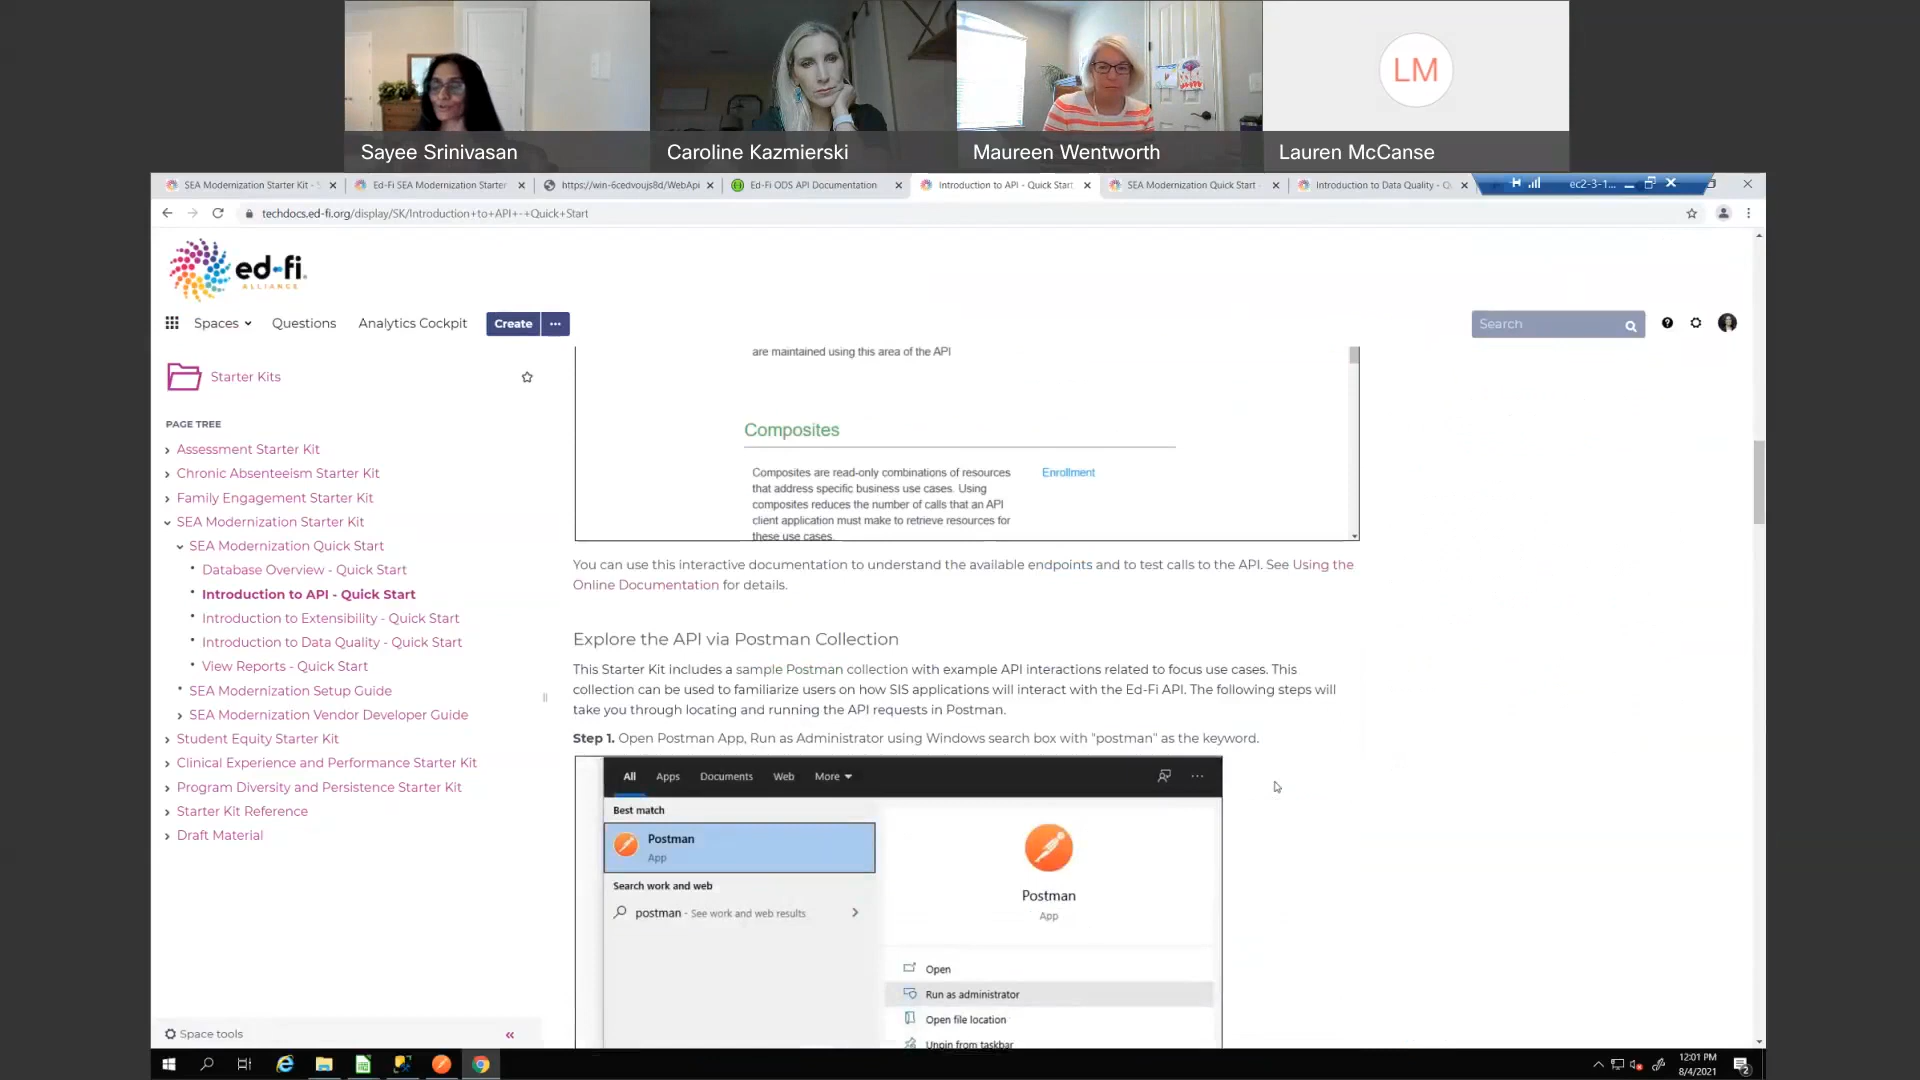 Sayee Srinivasan
Caroline Kazmierski
Maureen Wentworth
LM
Lauren McCanse
SEA Modernization Starter Kit -
Ed-Fi SEA Modernization Starter
https://win-6cedvoujs8d/WebApi
Ed-Fi ODS API Documentation
Introduction to API - Quick Start
SEA Modernization Quick Start
Introduction to Data Quality -
ec2-3-1...
techdocs.ed-fi.org/display/SK/Introduction+to+API+-+Quick+Start
ed-fi
ALLIANCE
Spaces
Questions
Analytics Cockpit
Create
Search
Starter Kits
PAGE TREE
Assessment Starter Kit
Chronic Absenteeism Starter Kit
Family Engagement Starter Kit
SEA Modernization Starter Kit
SEA Modernization Quick Start
Database Overview - Quick Start
Introduction to API - Quick Start
Introduction to Extensibility - Quick Start
Introduction to Data Quality - Quick Start
View Reports - Quick Start
SEA Modernization Setup Guide
SEA Modernization Vendor Developer Guide
Student Equity Starter Kit
Clinical Experience and Performance Starter Kit
Program Diversity and Persistence Starter Kit
Starter Kit Reference
Draft Material
Space tools
are maintained using this area of the API
Composites
Composites are read-only combinations of resources
that address specific business use cases. Using
composites reduces the number of calls that an API
client application must make to retrieve resources for
these use cases.
Enrollment
You can use this interactive documentation to understand the available endpoints and to test calls to the API. See Using the
Online Documentation for details.
Explore the API via Postman Collection
This Starter Kit includes a sample Postman collection with example API interactions related to focus use cases. This
collection can be used to familiarize users on how SIS applications will interact with the Ed-Fi API. The following steps will
take you through locating and running the API requests in Postman.
Step 1. Open Postman App, Run as Administrator using Windows search box with "postman" as the keyword.
All
Apps
Documents
Web
More
Best match
Postman
App
Search work and web
postman - See work and web results
Postman
App
Open
Run as administrator
Open file location
Unpin from taskbar
12:01 PM
8/4/2021
2